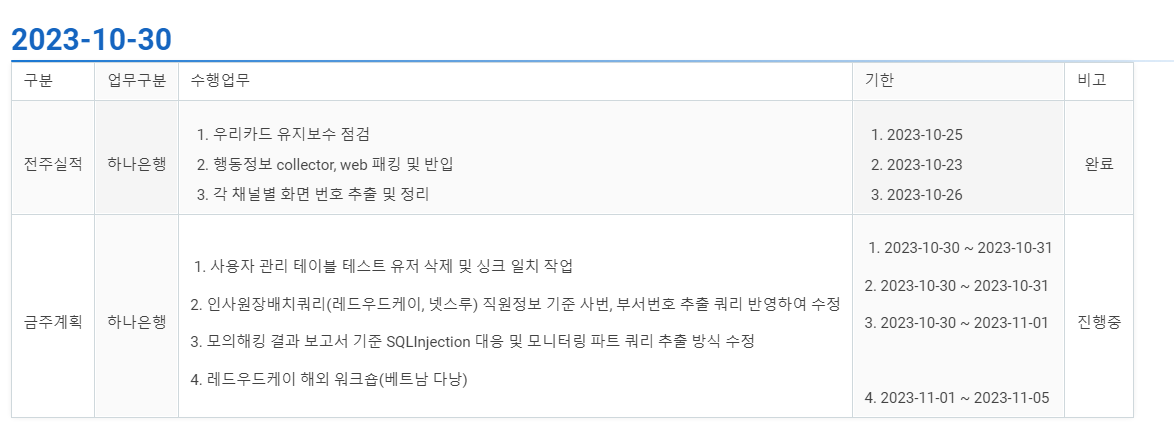 2023-10-30
구분 업무구분 수행업무 기한 비고
전주실적 하나은행 완료
1. 우리카드 유지보수 점검 1. 2023-10-25
2. 행동정보 collector, web 패킹 및 반입 2. 2023-10-23
3. 각 채널별 화면 번호 추출 및 정리 3. 2023-10-26
금주계획 하나은행 진행중
1. 사용자 관리 테이블 테스트 유저 삭제 및 싱크 일치 작업 1. 2023-10-30 ~ 2023-10-31
2. 인사원장배치쿼리(레드우드케이, 넷스루) 직원정보 기준 사번, 부서번호 추출 쿼리 반영하여 수정 2. 2023-10-30 ~ 2023-10-31
3. 모의해킹 결과 보고서 기준 SQLInjection 대응 및 모니터링 파트 쿼리 추출 방식 수정 3. 2023-10-30 ~ 2023-11-01
4. 레드우드케이 해외 워크숍(베트남 다낭) 4. 2023-11-01 ~ 2023-11-05